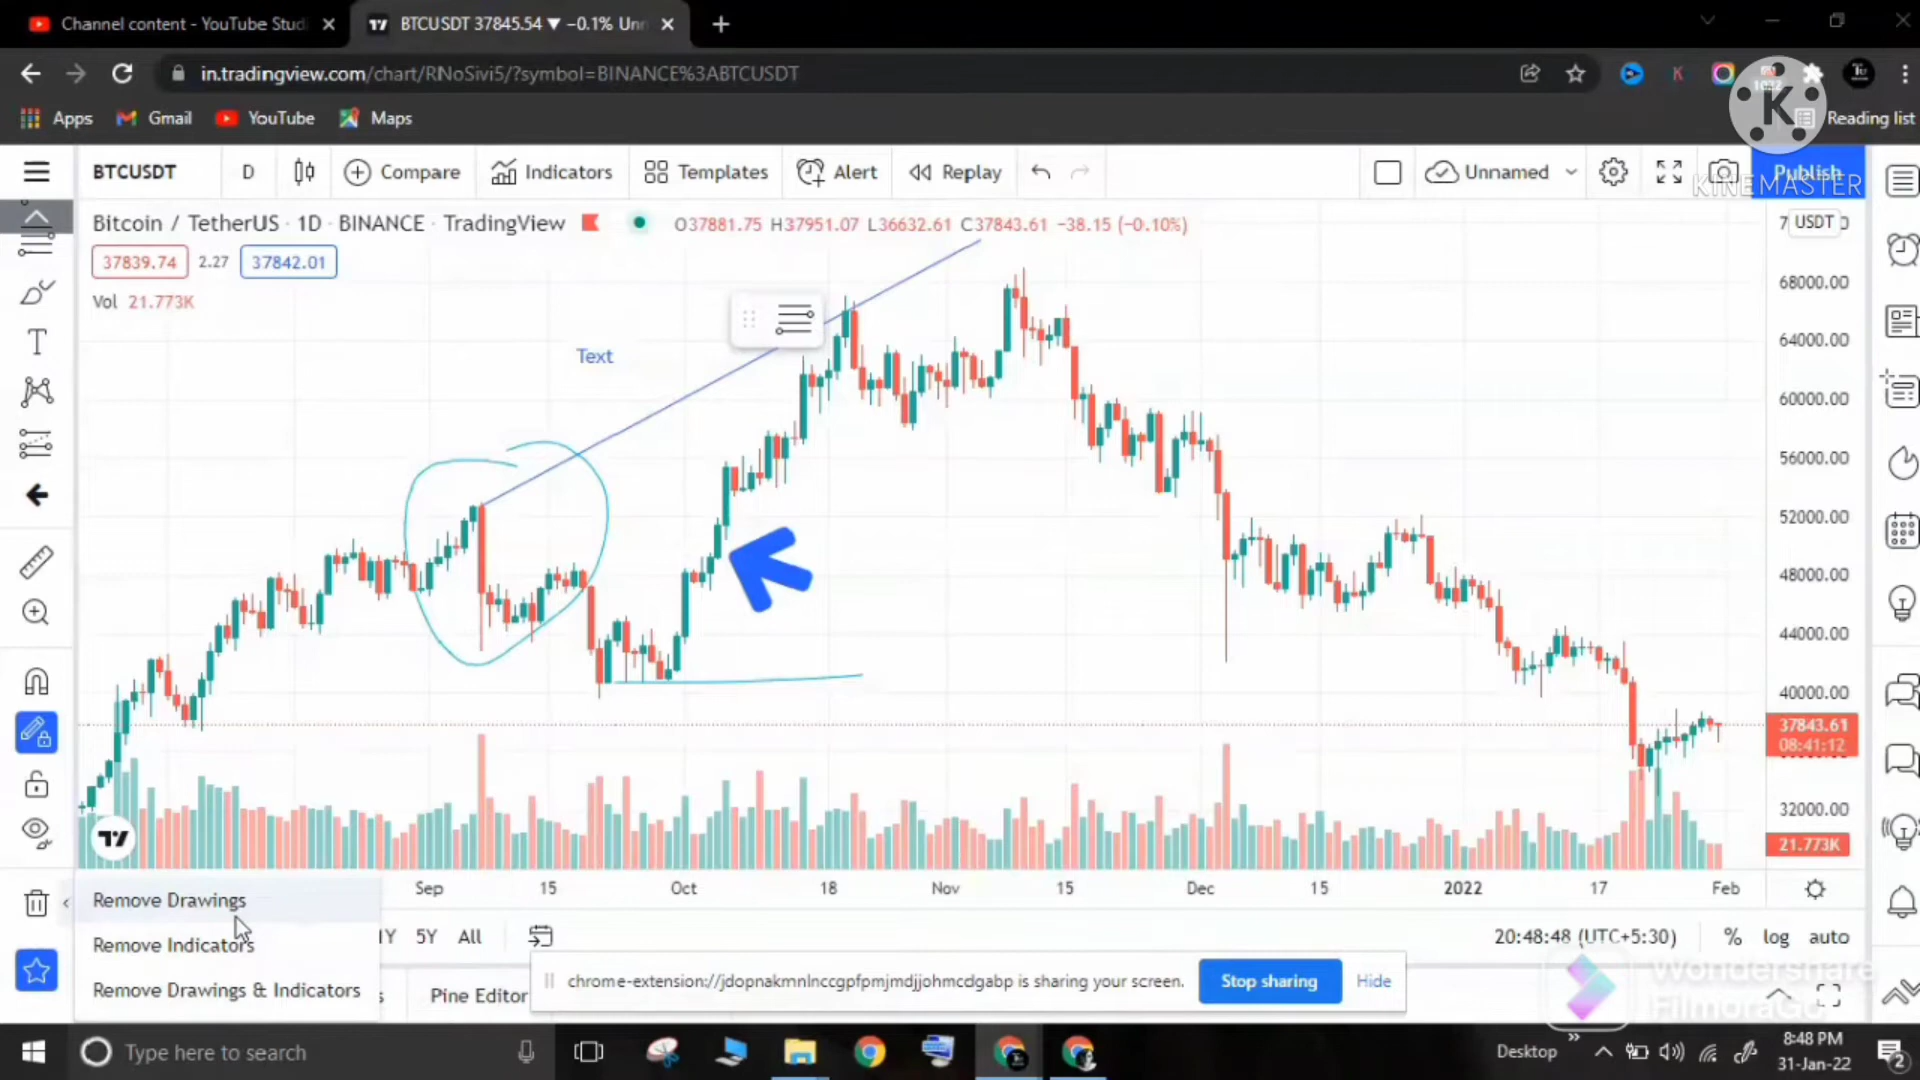 Channel content - YouTube Studi
BTCUSDT 37845.54 ▼ −0.1% Unn
in.tradingview.com/chart/RlNoSivi5/?symbol=BINANCE%3ABTCUSDT
Apps Gmail YouTube Maps Reading list
K
KINEMASTER
BTCUSDT D Compare Indicators Templates Alert Replay Unnamed Publish
Bitcoin / TetherUS · 1D · BINANCE · TradingView O37881.75 H37951.07 L36632.61 C37843.61 −38.15 (−0.10%)
USDT
37839.74 2.27 37842.01
Vol 21.773K
Text
68000.00
64000.00
60000.00
56000.00
52000.00
48000.00
44000.00
40000.00
37843.61
08:41:12
32000.00
21.773K
Sep 15 Oct 18 Nov 15 Dec 15 2022 17 Feb
Remove Drawings
Remove Indicators
Remove Drawings & Indicators
1Y 5Y All
20:48:48 (UTC+5:30) % log auto
Pine Editor
chrome-extension://jdopnakmnlnccgpfpmjmdjjohmcdgabp is sharing your screen. Stop sharing Hide
Wondershare
FilmoraGo
Type here to search
Desktop
8:48 PM
31-Jan-22
2